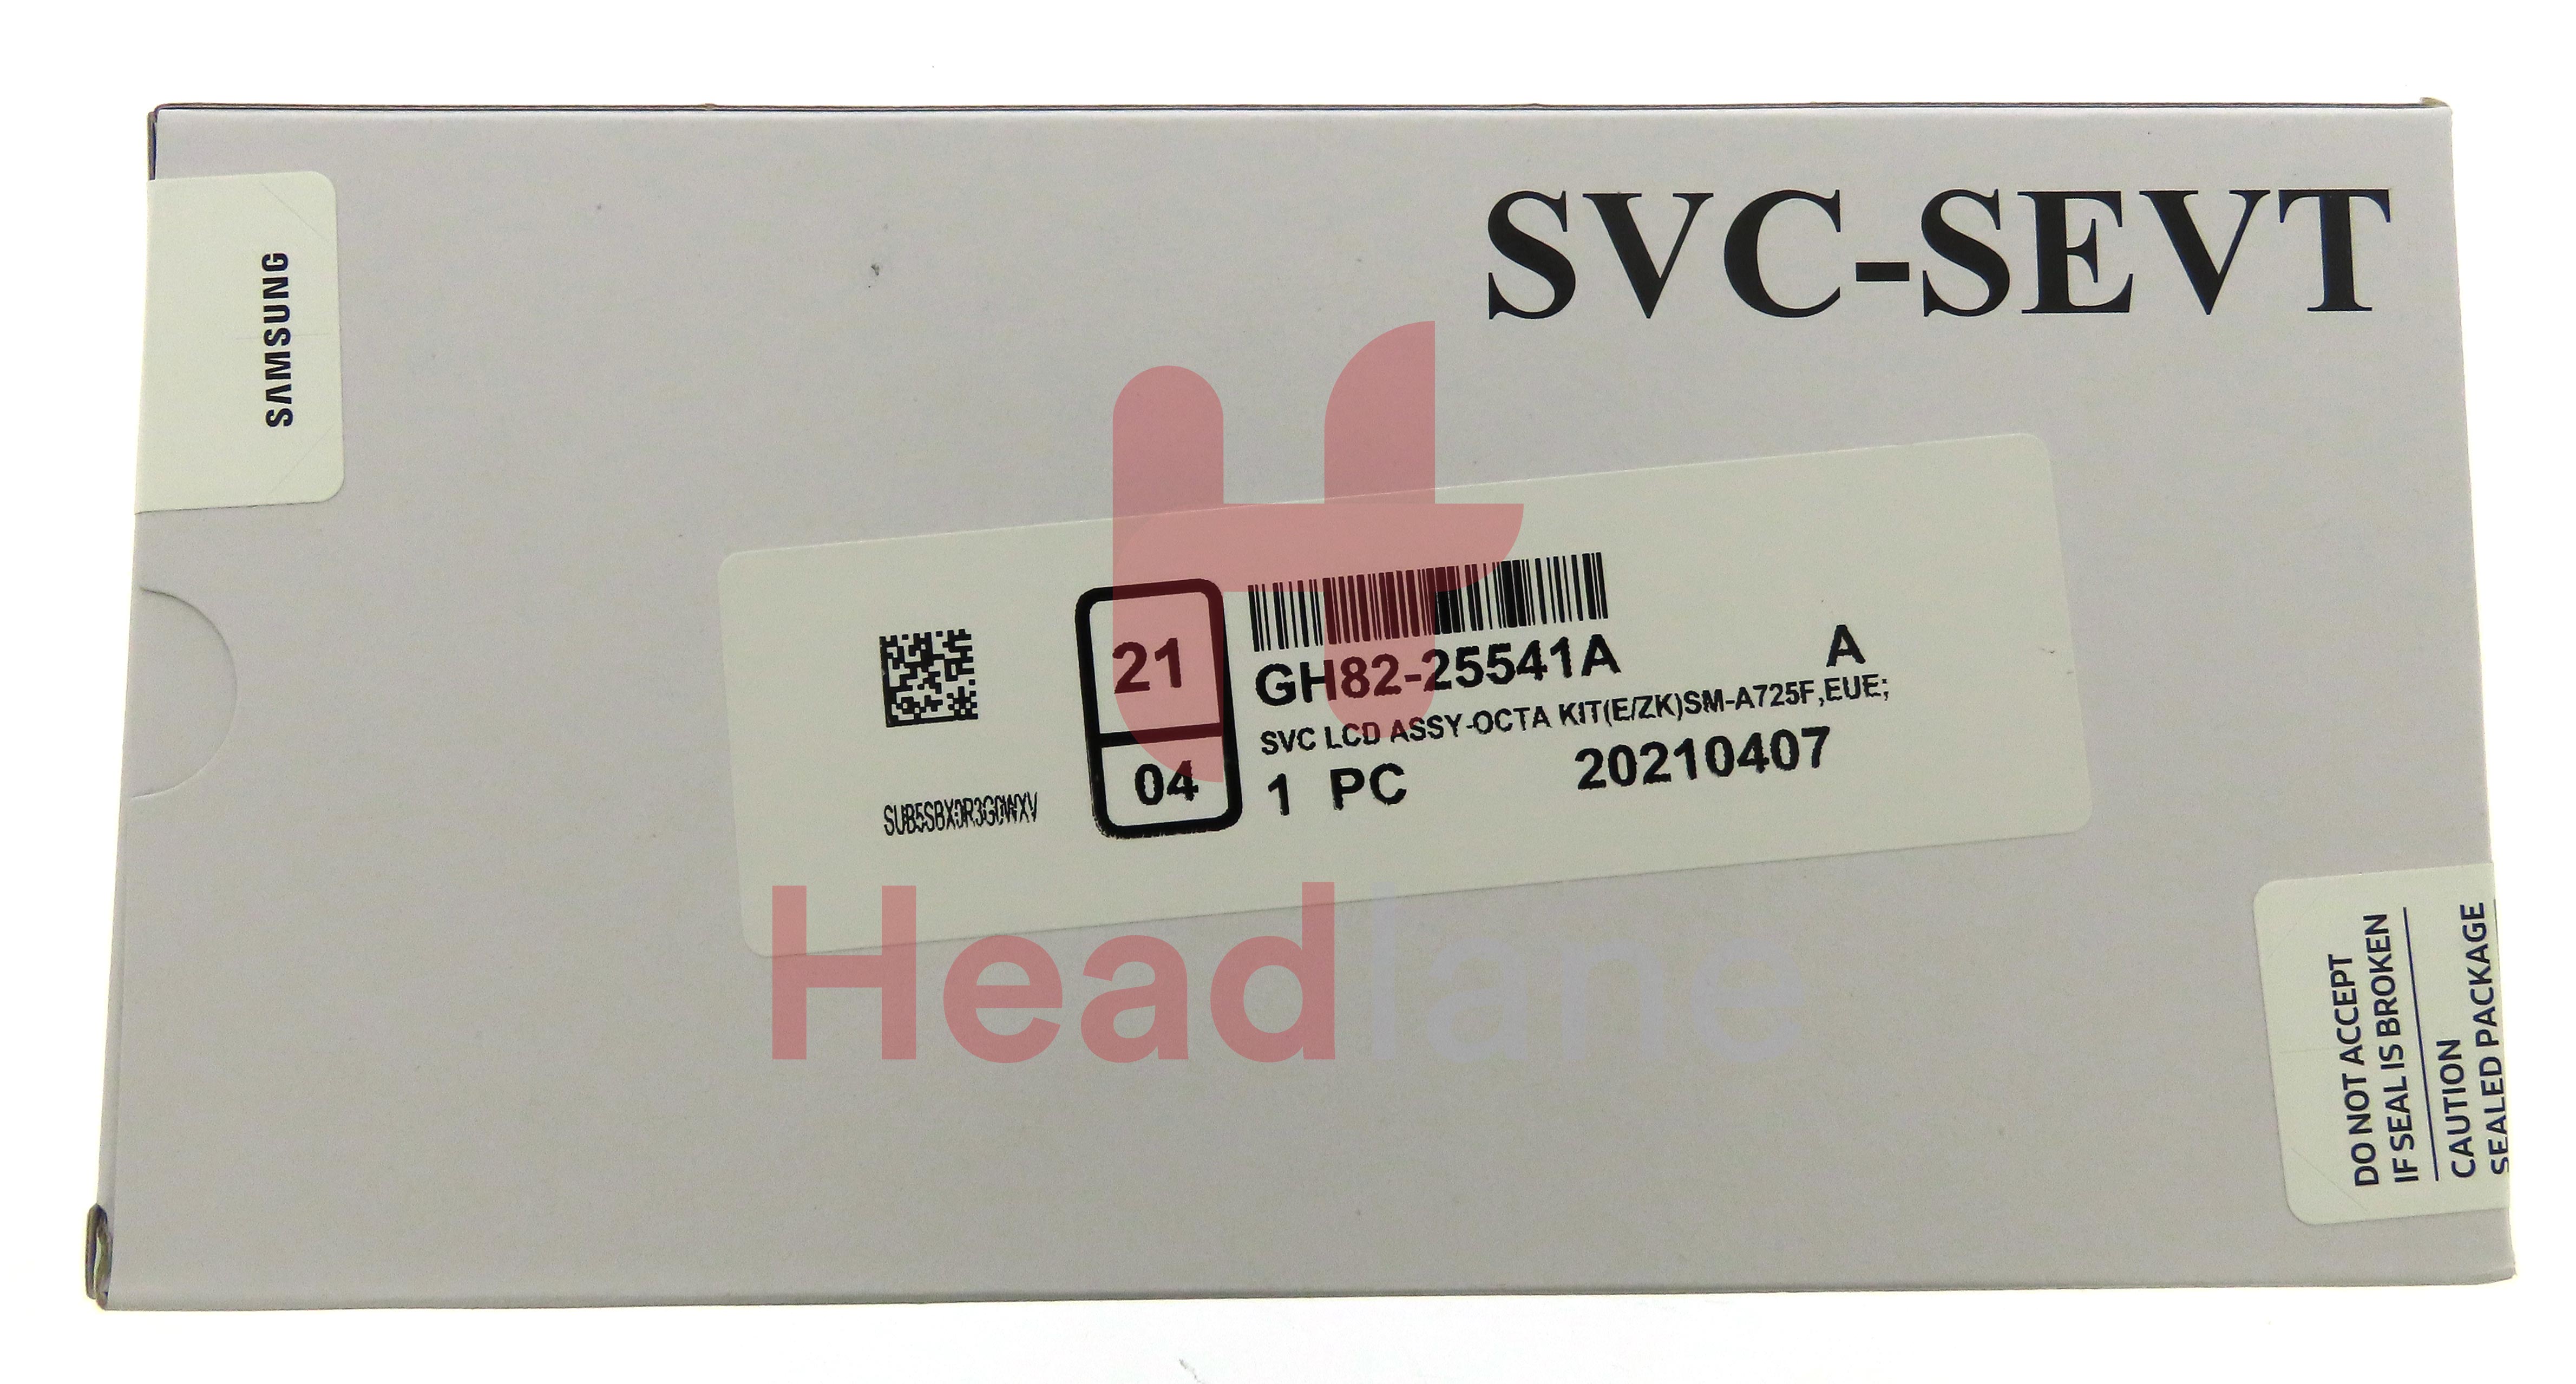 SVC-SEVT
SAMSUNG
21
04
GH82-25541A
A
SVC LCD ASSY-OCTA KIT(E/ZK)SM-A725F,EUE;
1 PC
20210407
Headland
DO NOT ACCEPT
IF SEAL IS BROKEN
CAUTION
SEALED PACKAGE